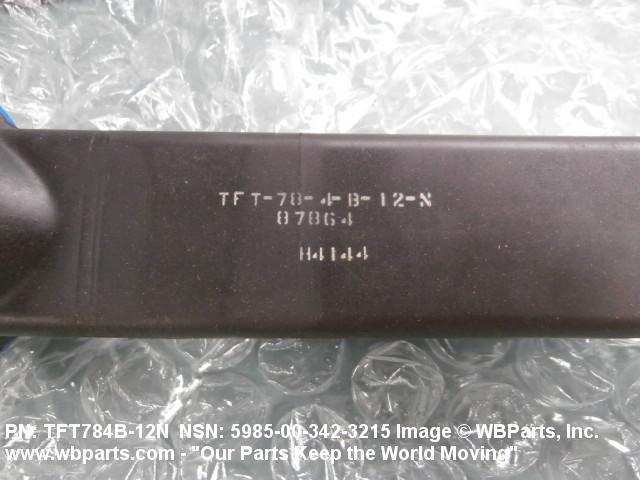 TFT-78-4-B-12-N
87864
H4144
PN: TFT784B-12N NSN: 5985-00-342-3215 Image © WBParts, Inc.
www.wbparts.com - "Our Parts Keep the World Moving"